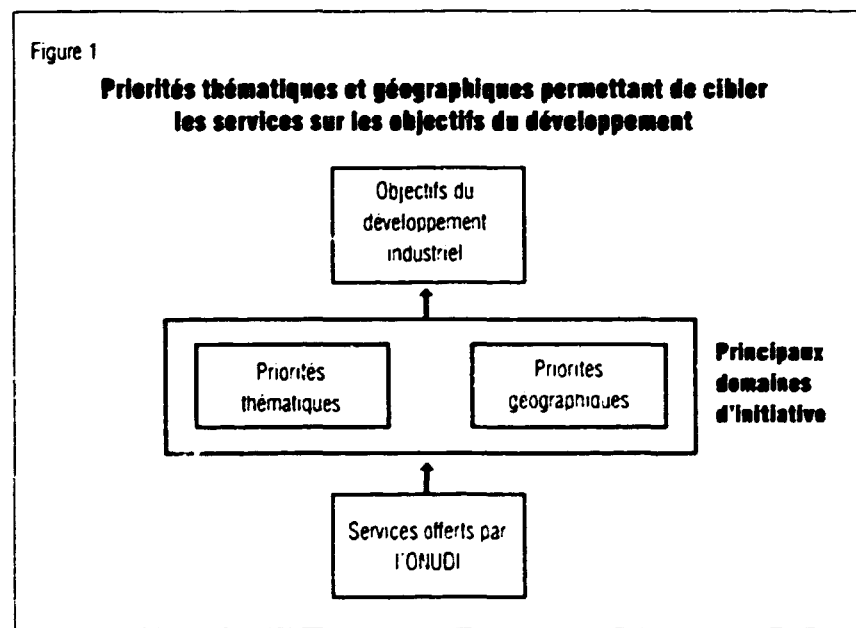 Figure 1
Priorités thématiques et géographiques permettant de cibler
les services sur les objectifs du développement
Objectifs du
développement
industriel
Priorités
thématiques
Priorites
géographiques
Principaux
domaines
d'initiative
Services offerts par
l'ONUDI